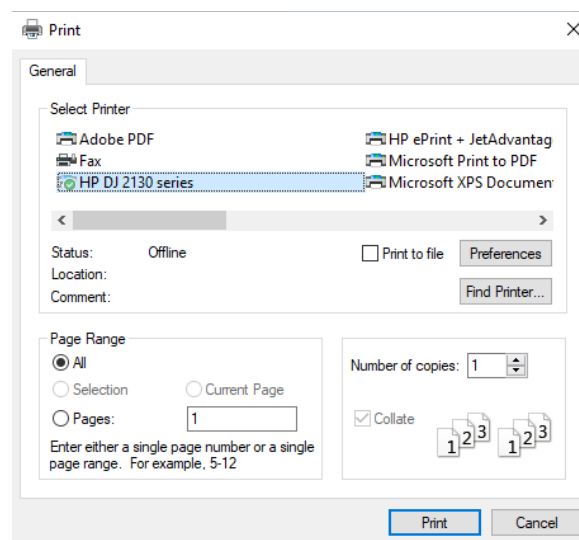 Print
General
Select Printer
Adobe PDF
Fax
HP DJ 2130 series
HP ePrint + JetAdvantag
Microsoft Print to PDF
Microsoft XPS Documen
Status: Offline
Location:
Comment:
Print to file
Preferences
Find Printer...
Page Range
All
Selection
Current Page
Pages: 1
Enter either a single page number or a single
page range. For example, 5-12
Number of copies: 1
Collate
1 2 3 1 2 3
Print
Cancel